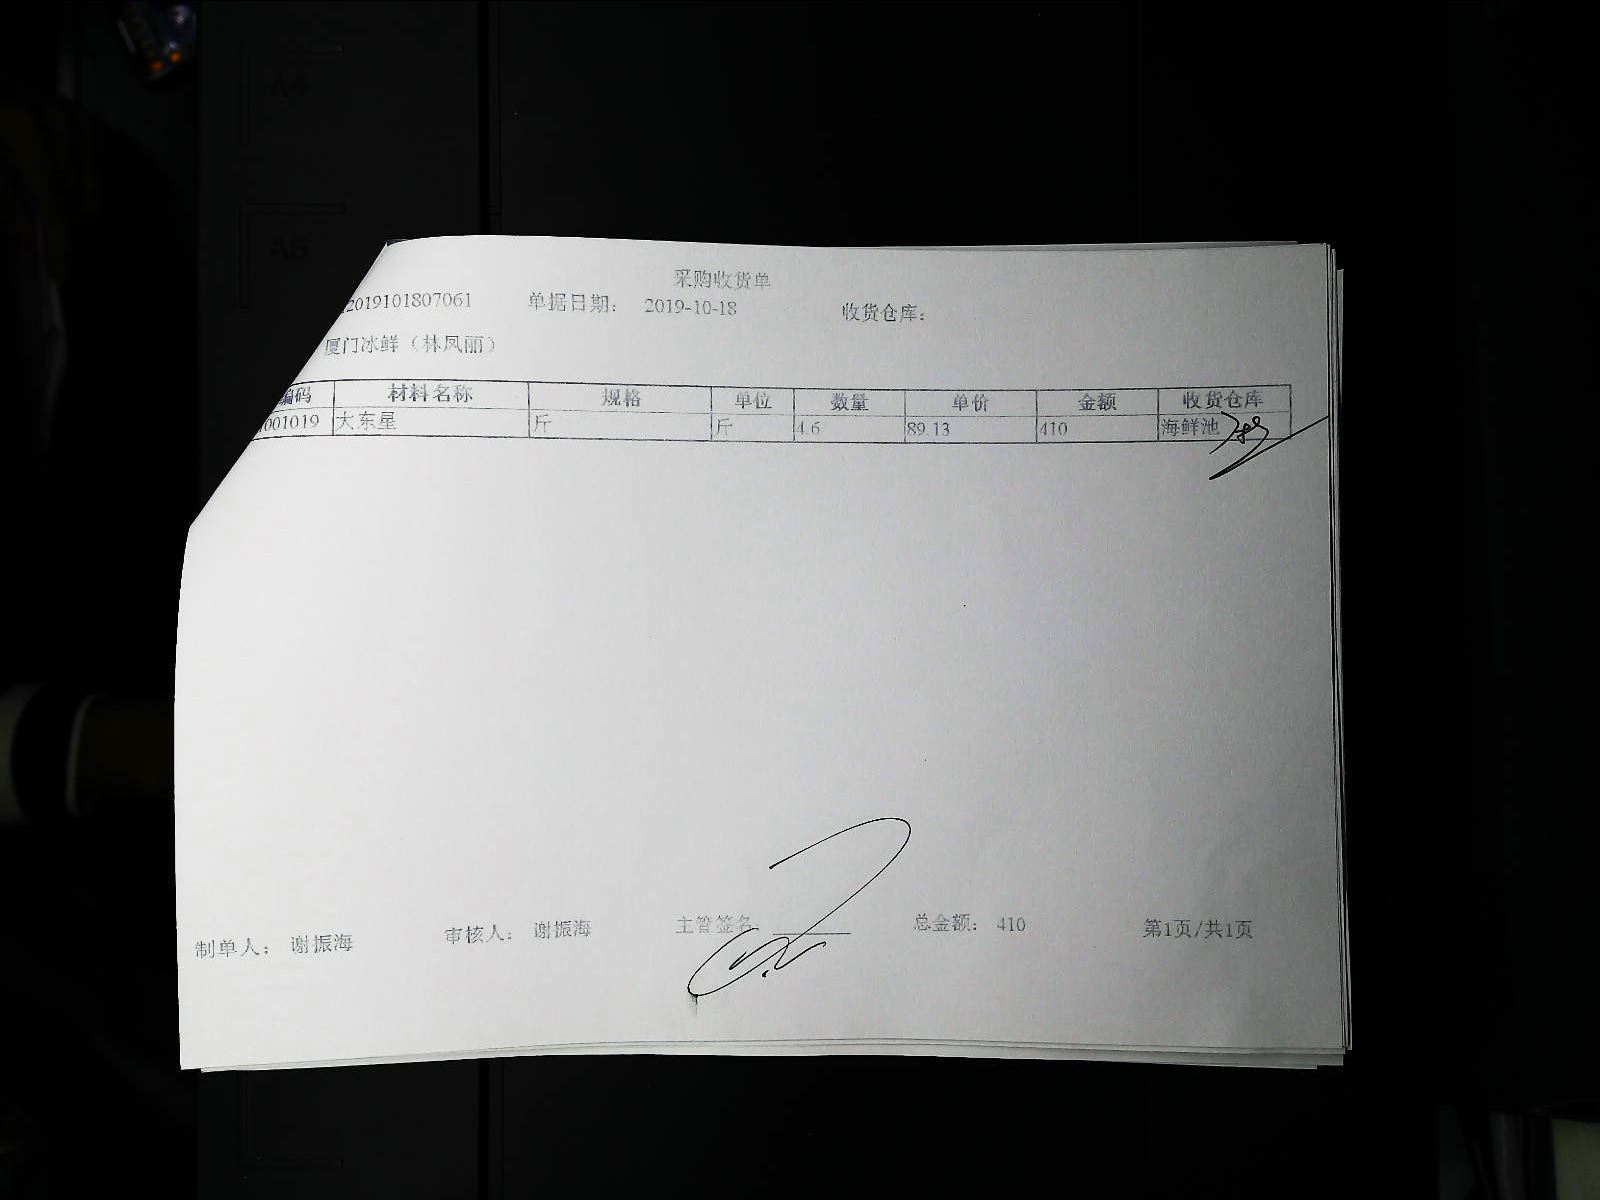 采购收货单
2019101807061 单据日期： 2019-10-18 收货仓库：
厦门冰鲜（林凤丽）
编码 材料名称 规格 单位 数量 单价 金额 收货仓库
001019 大东星 斤 斤 4.6 89.13 410 海鲜池
制单人： 谢振海 审核人： 谢振海 主管签名 总金额： 410 第1页/共1页